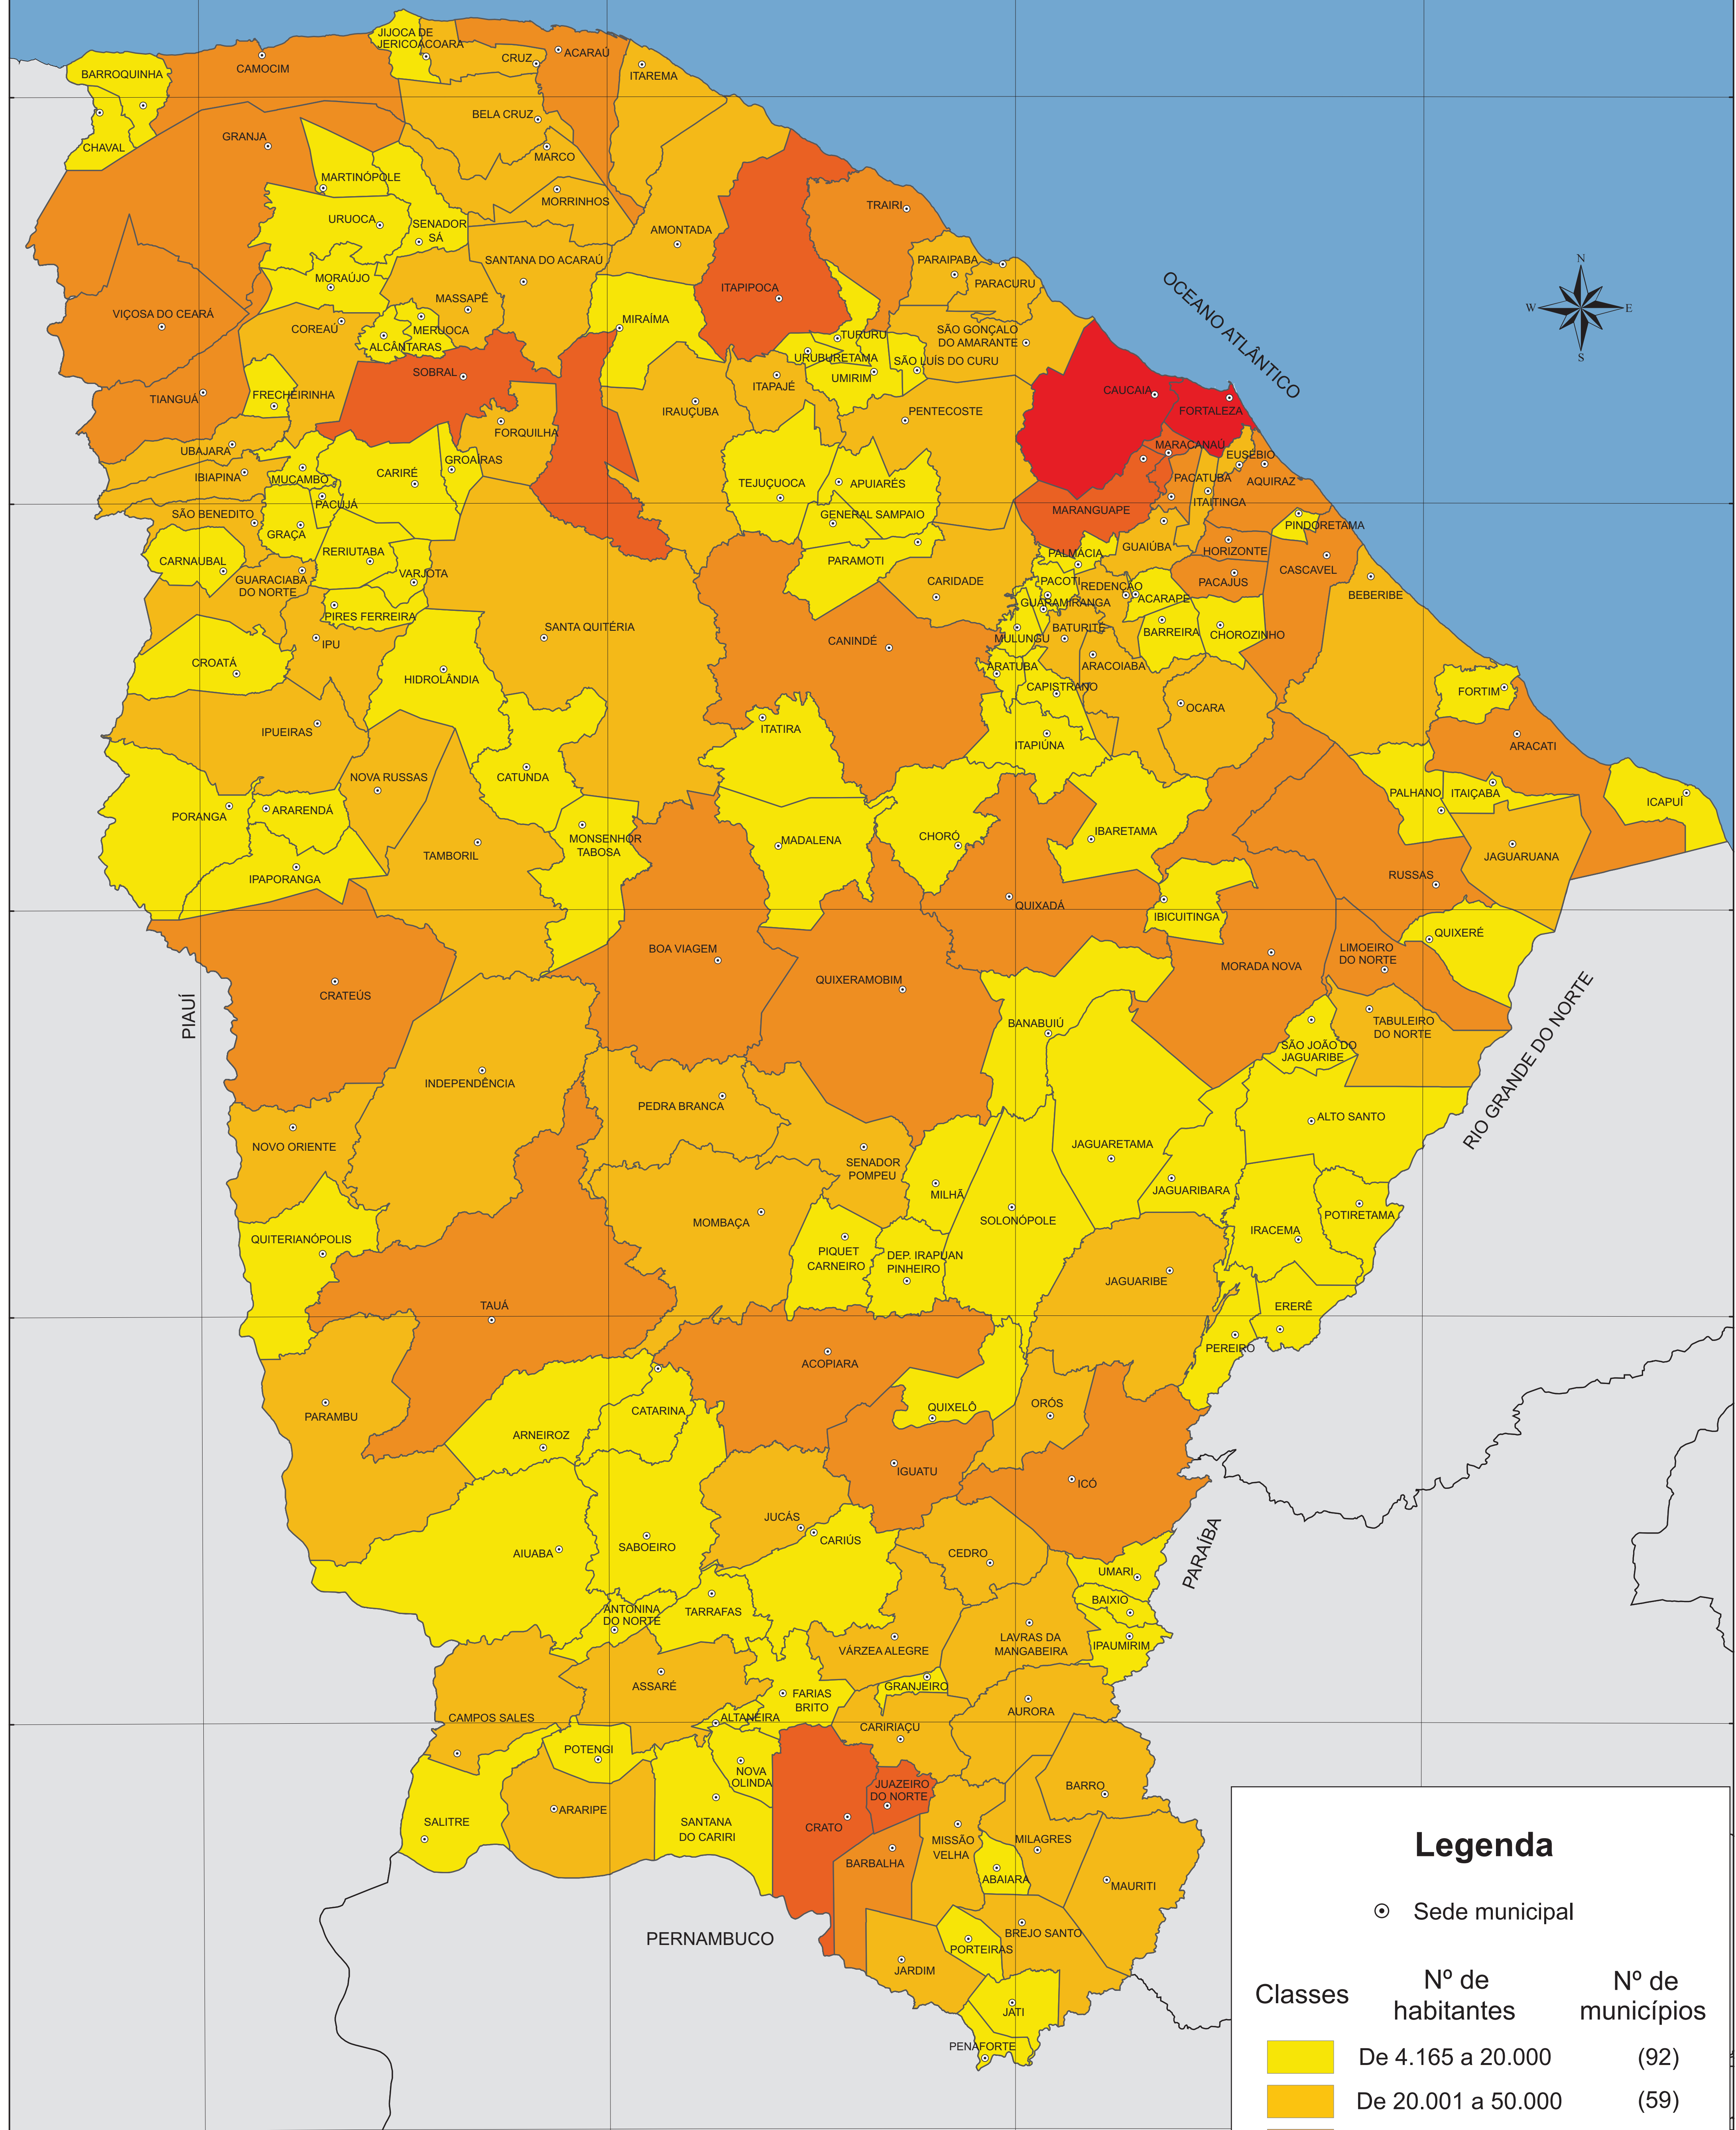 JIJOCA DE
JERICOACOARA
CRUZ
ACARAÚ
ITAREMA
BARROQUINHA
CAMOCIM
BELA CRUZ
CHAVAL
GRANJA
MARCO
MARTINÓPOLE
MORRINHOS
URUOCA
SENADOR
SÁ
AMONTADA
TRAIRI
SANTANA DO ACARAÚ
PARAIPABA
PARACURU
MORAÚJO
ITAPIPOCA
MASSAPÊ
VIÇOSA DO CEARÁ
COREAÚ
MERUOCA
ALCÂNTARAS
MIRAÍMA
TURURU
SÃO GONÇALO
DO AMARANTE
URUBURETAMA
SÃO LUÍS DO CURU
UMIRIM
SOBRAL
ITAPAJÉ
OCEANO ATLÂNTICO
N
W
E
S
TIANGUÁ
FRECHEIRINHA
IRAUÇUBA
PENTECOSTE
CAUCAIA
FORTALEZA
FORQUILHA
UBAJARA
MARACANAÚ
EUSÉBIO
IBIAPINA
MUCAMBO
CARIRÉ
GROAÍRAS
TEJUÇUOCA
APUIARÉS
PACATUBA
AQUIRAZ
ITAITINGA
PACUJÁ
SÃO BENEDITO
GRAÇA
GENERAL SAMPAIO
MARANGUAPE
PINDORETAMA
CARNAUBAL
RERIUTABA
VARJOTA
PARAMOTI
PALMÁCIA
GUAIÚBA
HORIZONTE
CASCAVEL
GUARACIABA
DO NORTE
CARIDADE
PACOTI
REDENÇÃO
PACAJUS
BEBERIBE
PIRES FERREIRA
GUARAMIRANGA
ACARAPE
IPU
SANTA QUITÉRIA
CANINDÉ
MULUNGU
BATURITÉ
BARREIRA
CHOROZINHO
CROATÁ
HIDROLÂNDIA
ARATUBA
ARACOIABA
CAPISTRANO
FORTIM
OCARA
IPUEIRAS
ITATIRA
ITAPIÚNA
ARACATI
NOVA RUSSAS
CATUNDA
PORANGA
ARARENDÁ
PALHANO
ITAIÇABA
ICAPUÍ
TAMBORIL
MONSENHOR
TABOSA
MADALENA
CHORÓ
IBARETAMA
JAGUARUANA
IPAPORANGA
RUSSAS
QUIXADÁ
IBICUITINGA
QUIXERÉ
BOA VIAGEM
LIMOEIRO
DO NORTE
MORADA NOVA
QUIXERAMOBIM
CRATEÚS
PIAUÍ
BANABUIÚ
TABULEIRO
DO NORTE
SÃO JOÃO DO
JAGUARIBE
RIO GRANDE DO NORTE
INDEPENDÊNCIA
PEDRA BRANCA
ALTO SANTO
NOVO ORIENTE
JAGUARETAMA
SENADOR
POMPEU
MILHÃ
JAGUARIBARA
SOLONÓPOLE
MOMBAÇA
POTIRETAMA
IRACEMA
QUITERIANÓPOLIS
PIQUET
CARNEIRO
DEP. IRAPUAN
PINHEIRO
JAGUARIBE
TAUÁ
ERERÊ
PEREIRO
ACOPIARA
PARAMBU
CATARINA
QUIXELÔ
ORÓS
ARNEIROZ
IGUATU
ICÓ
JUCÁS
CARIÚS
AIUABA
SABOEIRO
CEDRO
PARAÍBA
UMARI
BAIXIO
ANTONINA
DO NORTE
TARRAFAS
LAVRAS DA
MANGABEIRA
IPAUMIRIM
VÁRZEA ALEGRE
ASSARÉ
FARIAS
BRITO
GRANJEIRO
AURORA
CAMPOS SALES
ALTANEIRA
CARIRIAÇU
POTENGI
NOVA
OLINDA
BARRO
JUAZEIRO
DO NORTE
SALITRE
ARARIPE
SANTANA
DO CARIRI
CRATO
MISSÃO
VELHA
MILAGRES
BARBALHA
ABAIARA
MAURITI
PERNAMBUCO
BREJO SANTO
PORTEIRAS
JARDIM
JATI
PENAFORTE
Legenda
Sede municipal
Classes
Nº de
habitantes
Nº de
municípios
De 4.165 a 20.000 (92)
De 20.001 a 50.000 (59)